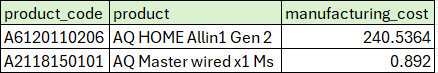 product_code product manufacturing_cost
A6120110206 AQ HOME Allin1 Gen 2 240.5364
A2118150101 AQ Master wired x1 Ms 0.892